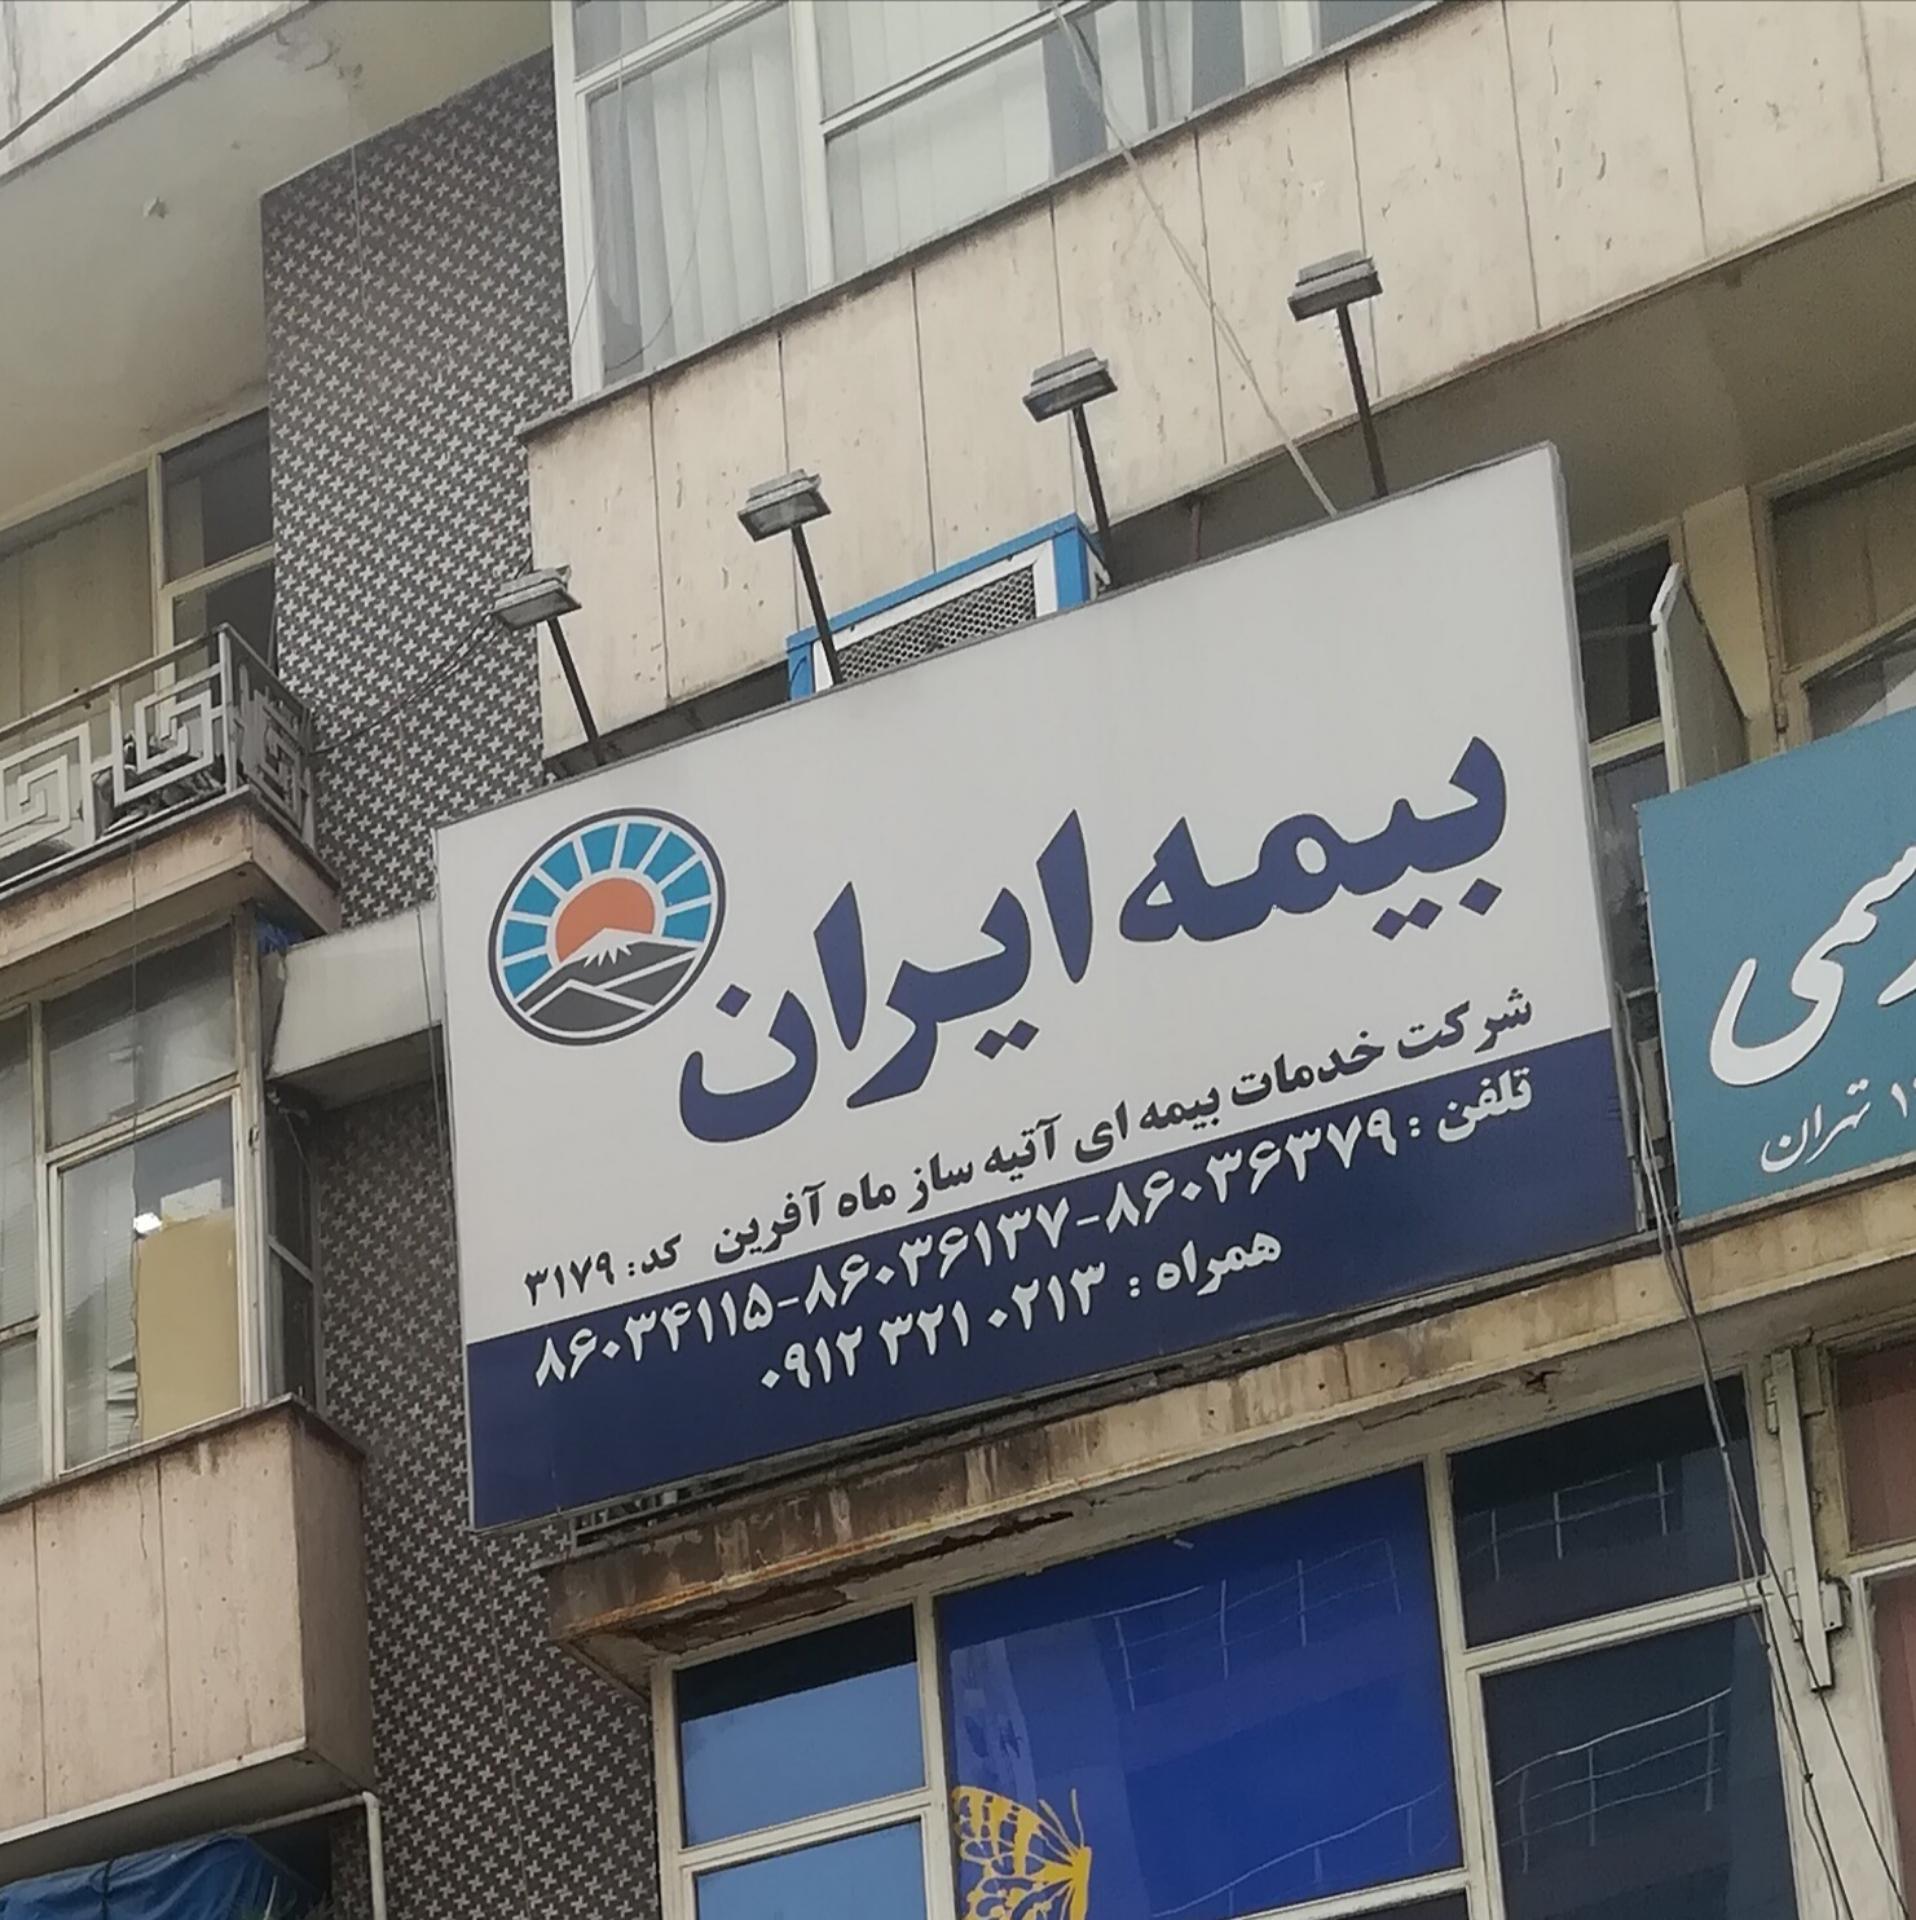 بیمه ایران
شرکت خدمات بیمه ای آتیه ساز ماه آفرین کد: ۳۱۷۹
تلفن : ۸۶۰۳۶۳۷۹-۸۶۰۳۶۱۳۷-۸۶۰۳۴۱۱۵
همراه : ۰۲۱۳ ۳۲۱ ۰۹۱۲
تهران